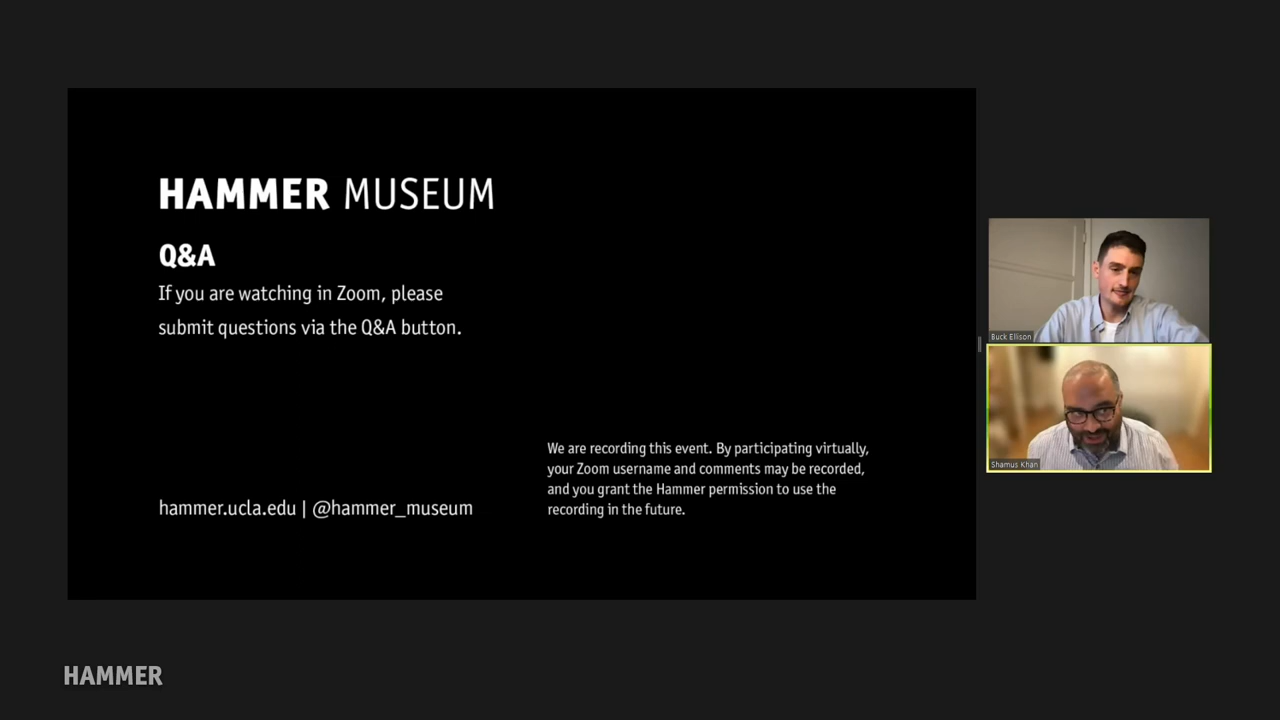 HAMMER MUSEUM
Q&A
If you are watching in Zoom, please
submit questions via the Q&A button.
We are recording this event. By participating virtually,
your Zoom username and comments may be recorded,
and you grant the Hammer permission to use the
recording in the future.
hammer.ucla.edu | @hammer_museum
Buck Ellison
Shamus Khan
HAMMER